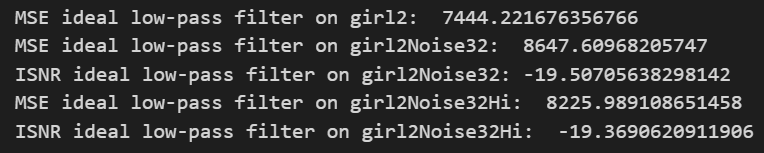 MSE ideal low-pass filter on girl2:  7444.221676356766
MSE ideal low-pass filter on girl2Noise32:  8647.60968205747
ISNR ideal low-pass filter on girl2Noise32: -19.50705638298142
MSE ideal low-pass filter on girl2Noise32Hi:  8225.989108651458
ISNR ideal low-pass filter on girl2Noise32Hi:  -19.3690620911906